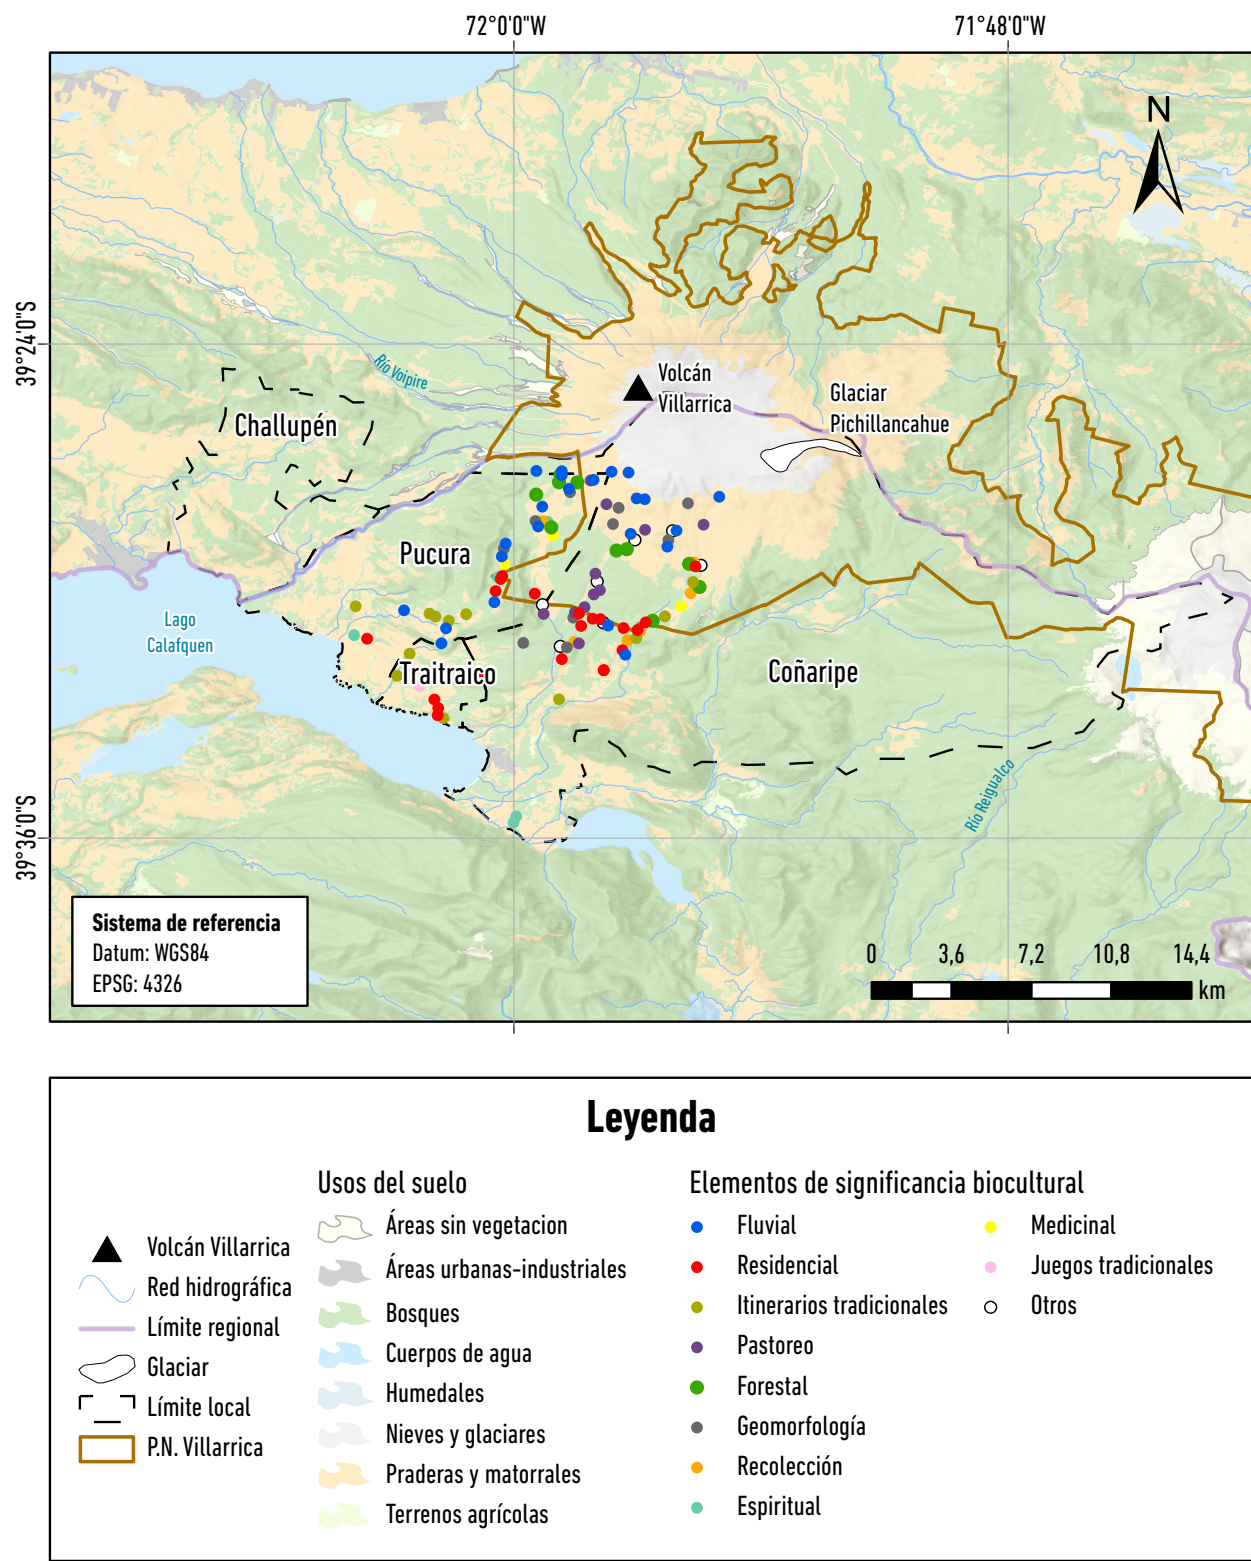 72°0'0"W
71°48'0"W
N
39°24'0"S
Río Voipire
Volcán
Villarrica
Glaciar
Pichillancahue
Challupén
Pucura
Lago
Calafquen
Traitraico
Coñaripe
Río Reigualco
39°36'0"S
Sistema de referencia
Datum: WGS84
EPSG: 4326
0 3,6 7,2 10,8 14,4
km
Leyenda
Volcán Villarrica
Red hidrográfica
Límite regional
Glaciar
Límite local
P.N. Villarrica
Usos del suelo
Áreas sin vegetacion
Áreas urbanas-industriales
Bosques
Cuerpos de agua
Humedales
Nieves y glaciares
Praderas y matorrales
Terrenos agrícolas
Elementos de significancia biocultural
Fluvial
Residencial
Itinerarios tradicionales
Pastoreo
Forestal
Geomorfología
Recolección
Espiritual
Medicinal
Juegos tradicionales
Otros